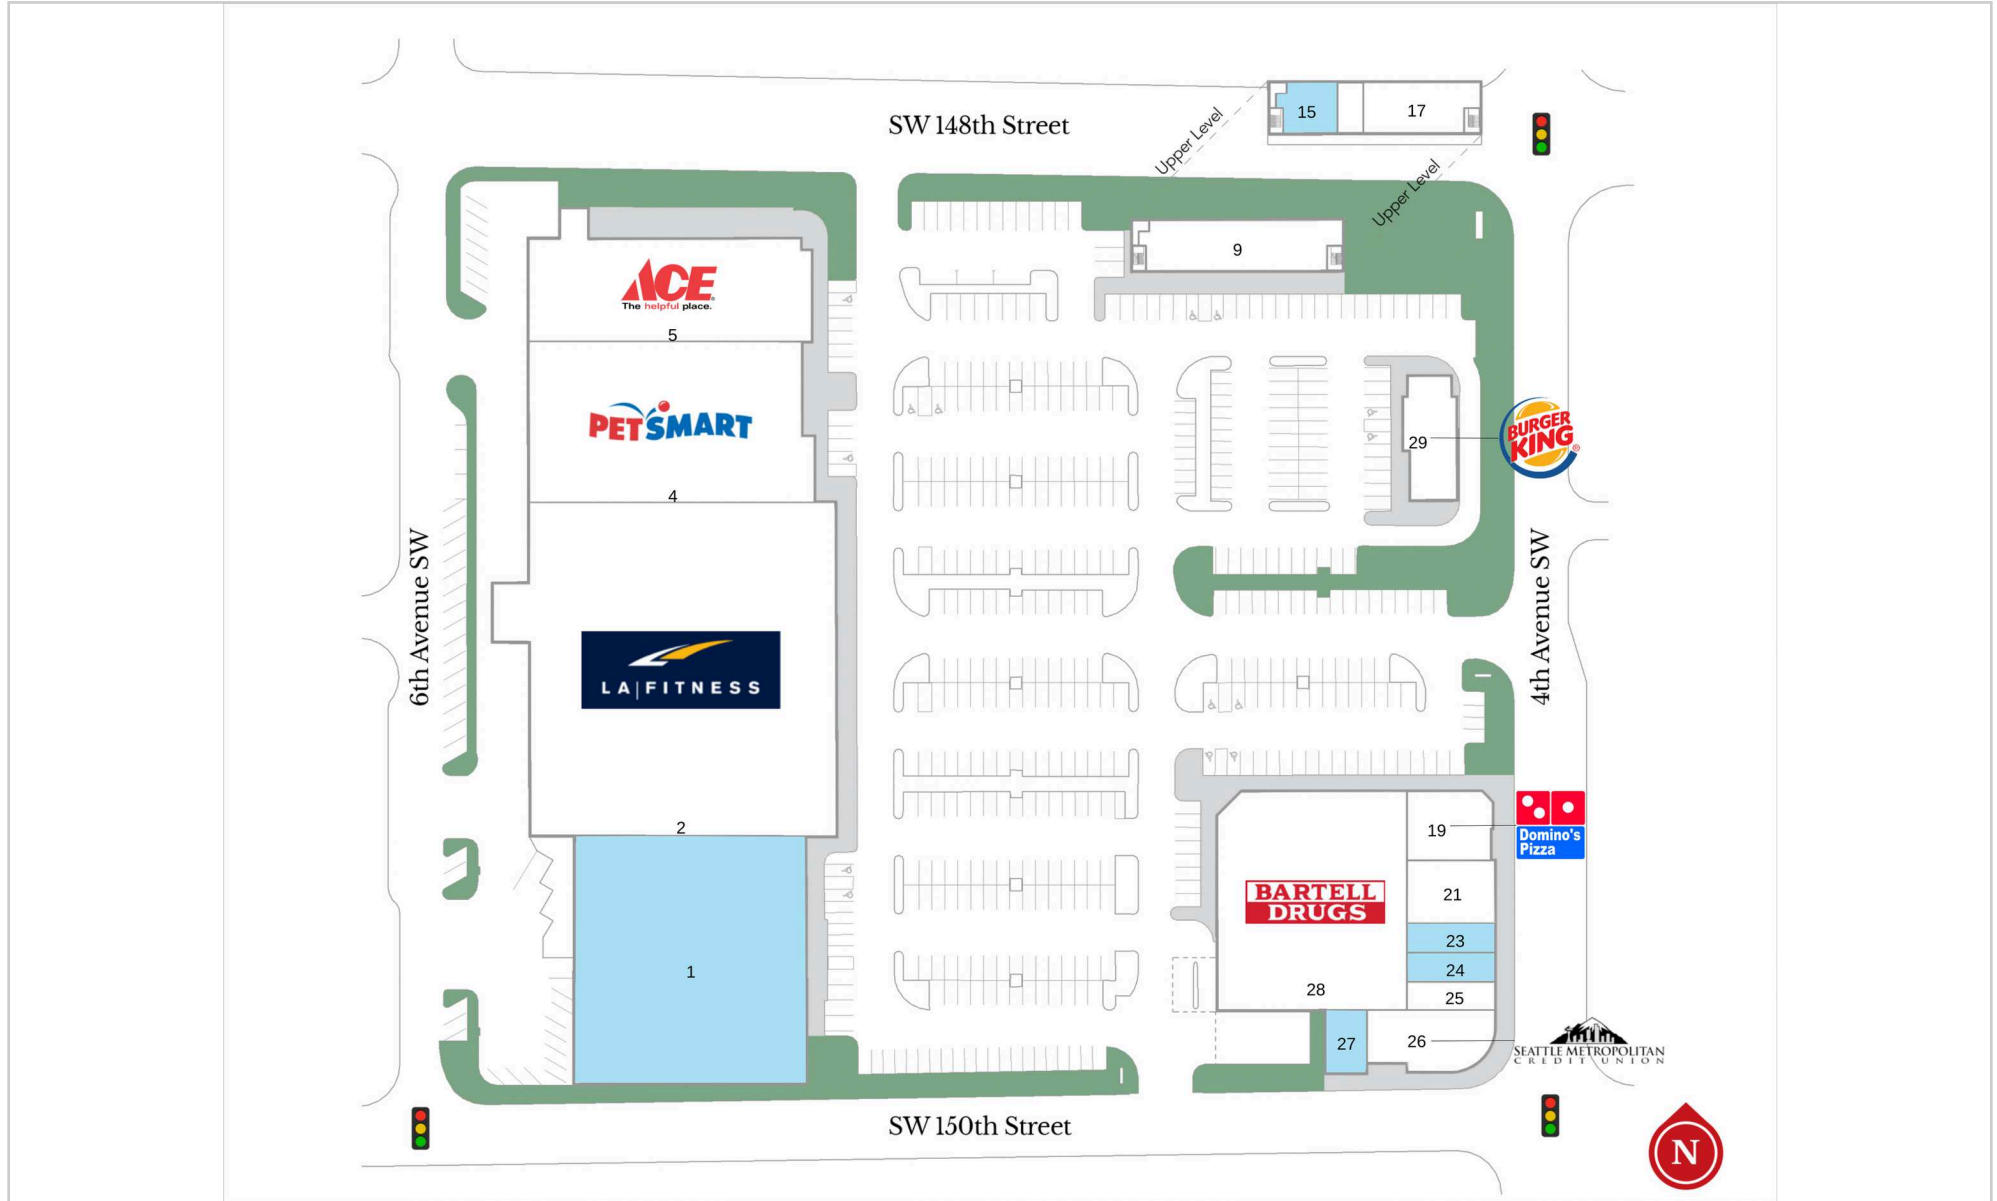 SW 148th Street
Upper Level
15
17
Upper Level
9
ACE
The helpful place.
5
PETSMART
4
BURGER
KING
®
29
6th Avenue SW
4th Avenue SW
LA|FITNESS
2
19
Domino's
Pizza
21
BARTELL
DRUGS
23
24
1
28
25
27
26
SEATTLE METROPOLITAN
CREDIT UNION
SW 150th Street
N